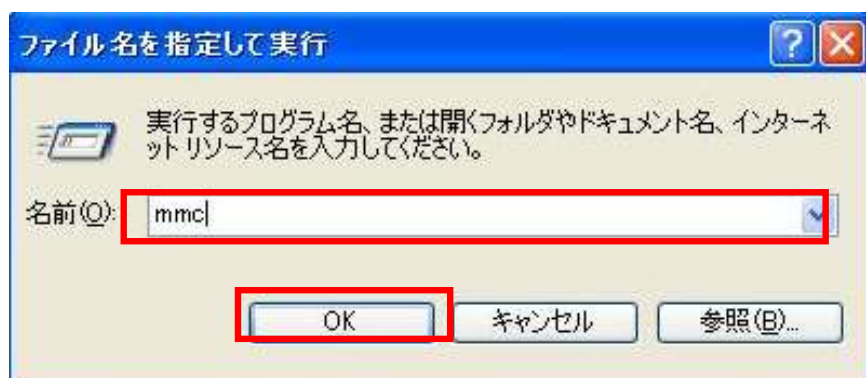 ファイル名を指定して実行
実行するプログラム名、または開くフォルダやドキュメント名、インターネ
ット リソース名を入力してください。
名前(O): mmc
OK キャンセル 参照(B)...